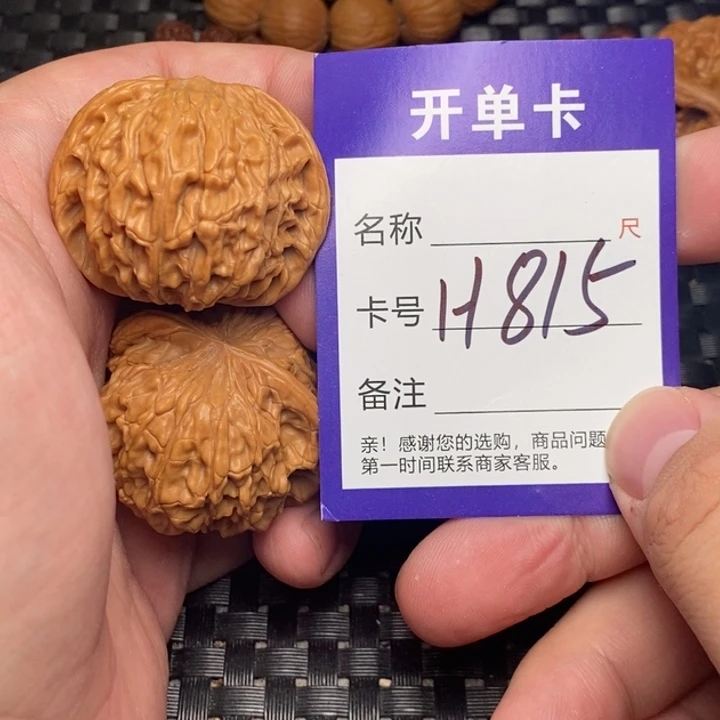 开单卡
名称 尺
卡号 H815
备注
亲！感谢您的选购，商品问题
第一时间联系商家客服。